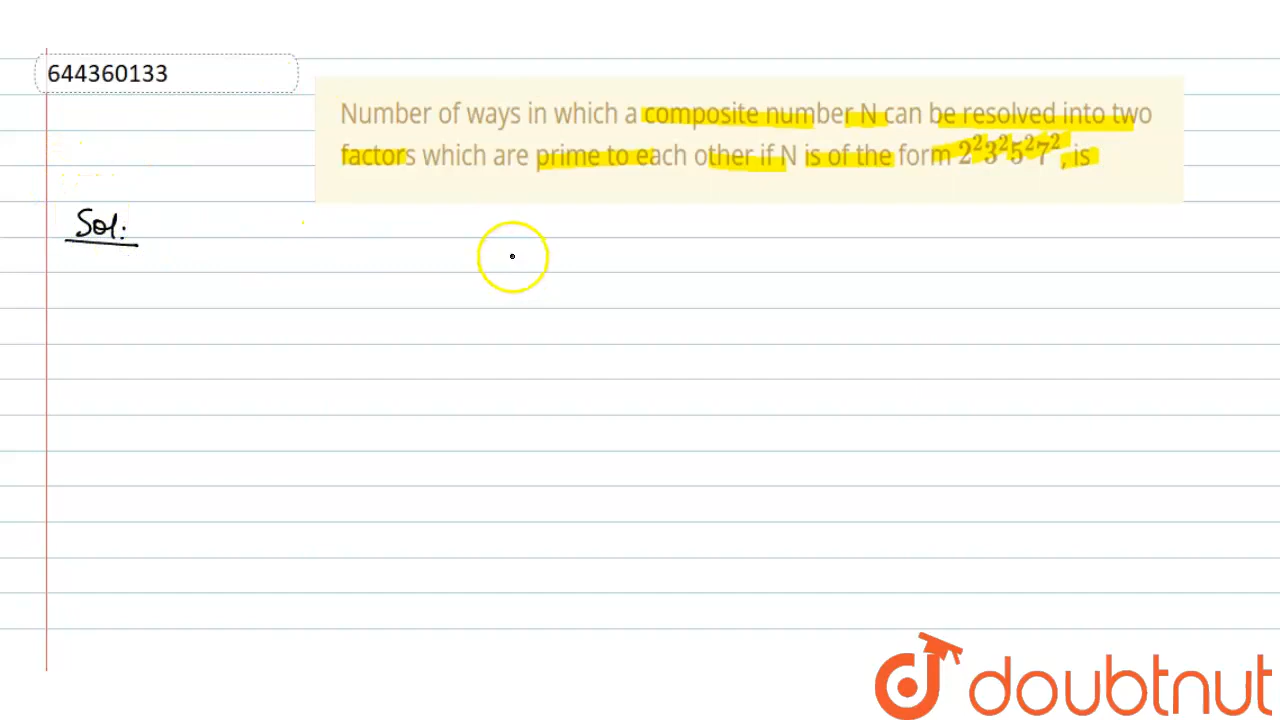 644360133
Number of ways in which a composite number N can be resolved into two
factors which are prime to each other if N is of the form 2²3²5²7², is
Sol:
doubtnut